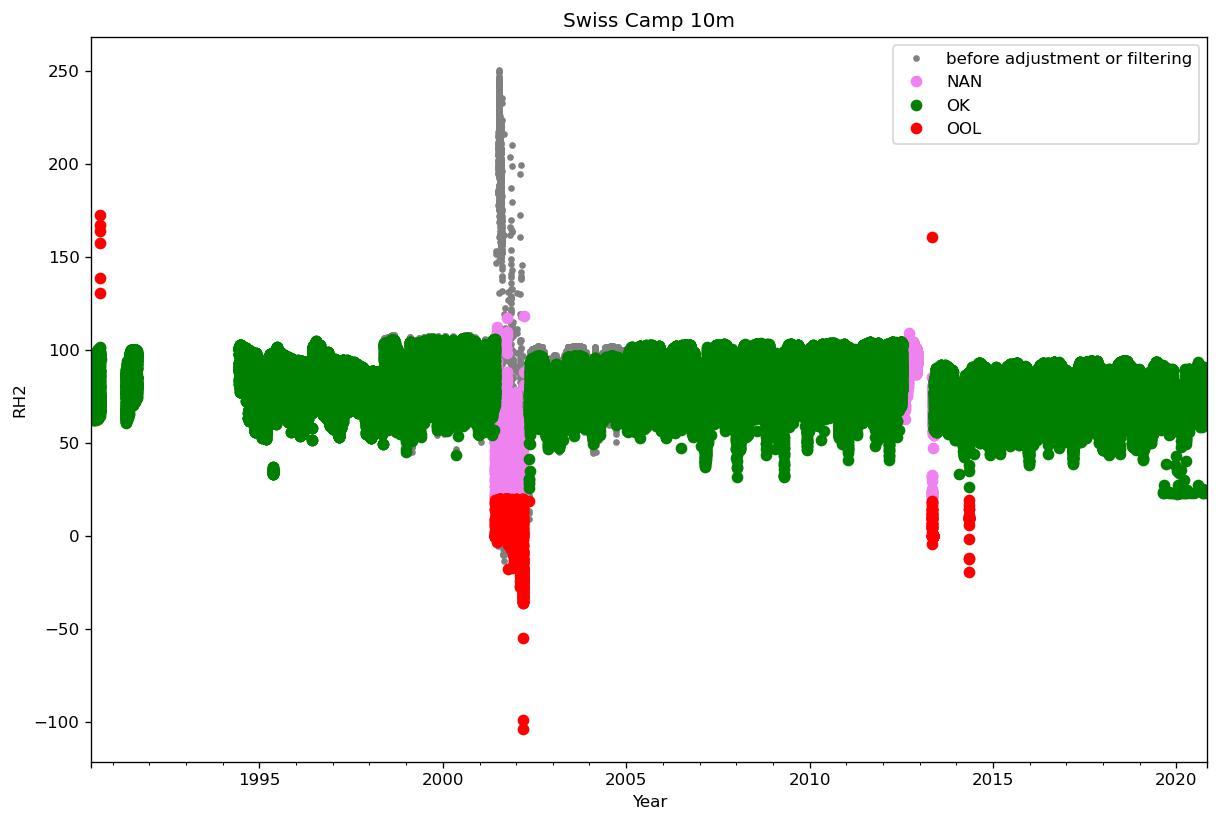 Swiss Camp 10m
before adjustment or filtering
NAN
OK
OOL
RH2
250
200
150
100
50
0
−50
−100
1995 2000 2005 2010 2015 2020
Year